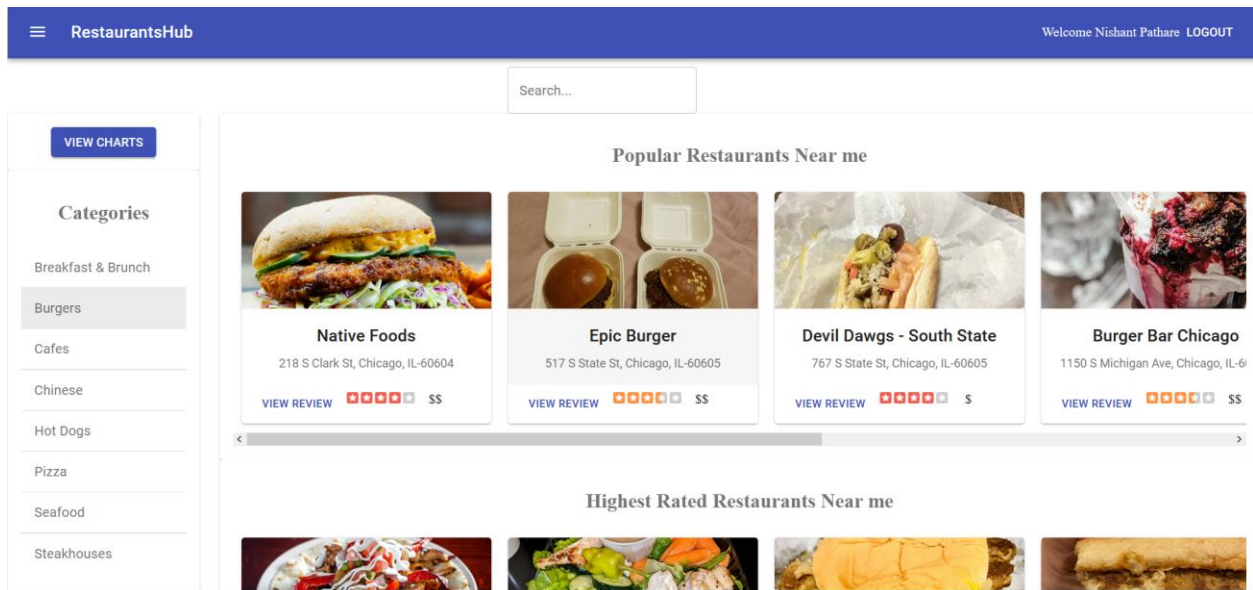 RestaurantsHub
Welcome Nishant Pathare LOGOUT
Search...
VIEW CHARTS
Categories
Breakfast & Brunch
Burgers
Cafes
Chinese
Hot Dogs
Pizza
Seafood
Steakhouses
Popular Restaurants Near me
Native Foods
218 S Clark St, Chicago, IL-60604
VIEW REVIEW $$
Epic Burger
517 S State St, Chicago, IL-60605
VIEW REVIEW $$
Devil Dawgs - South State
767 S State St, Chicago, IL-60605
VIEW REVIEW $
Burger Bar Chicago
1150 S Michigan Ave, Chicago, IL-6
VIEW REVIEW $$
Highest Rated Restaurants Near me